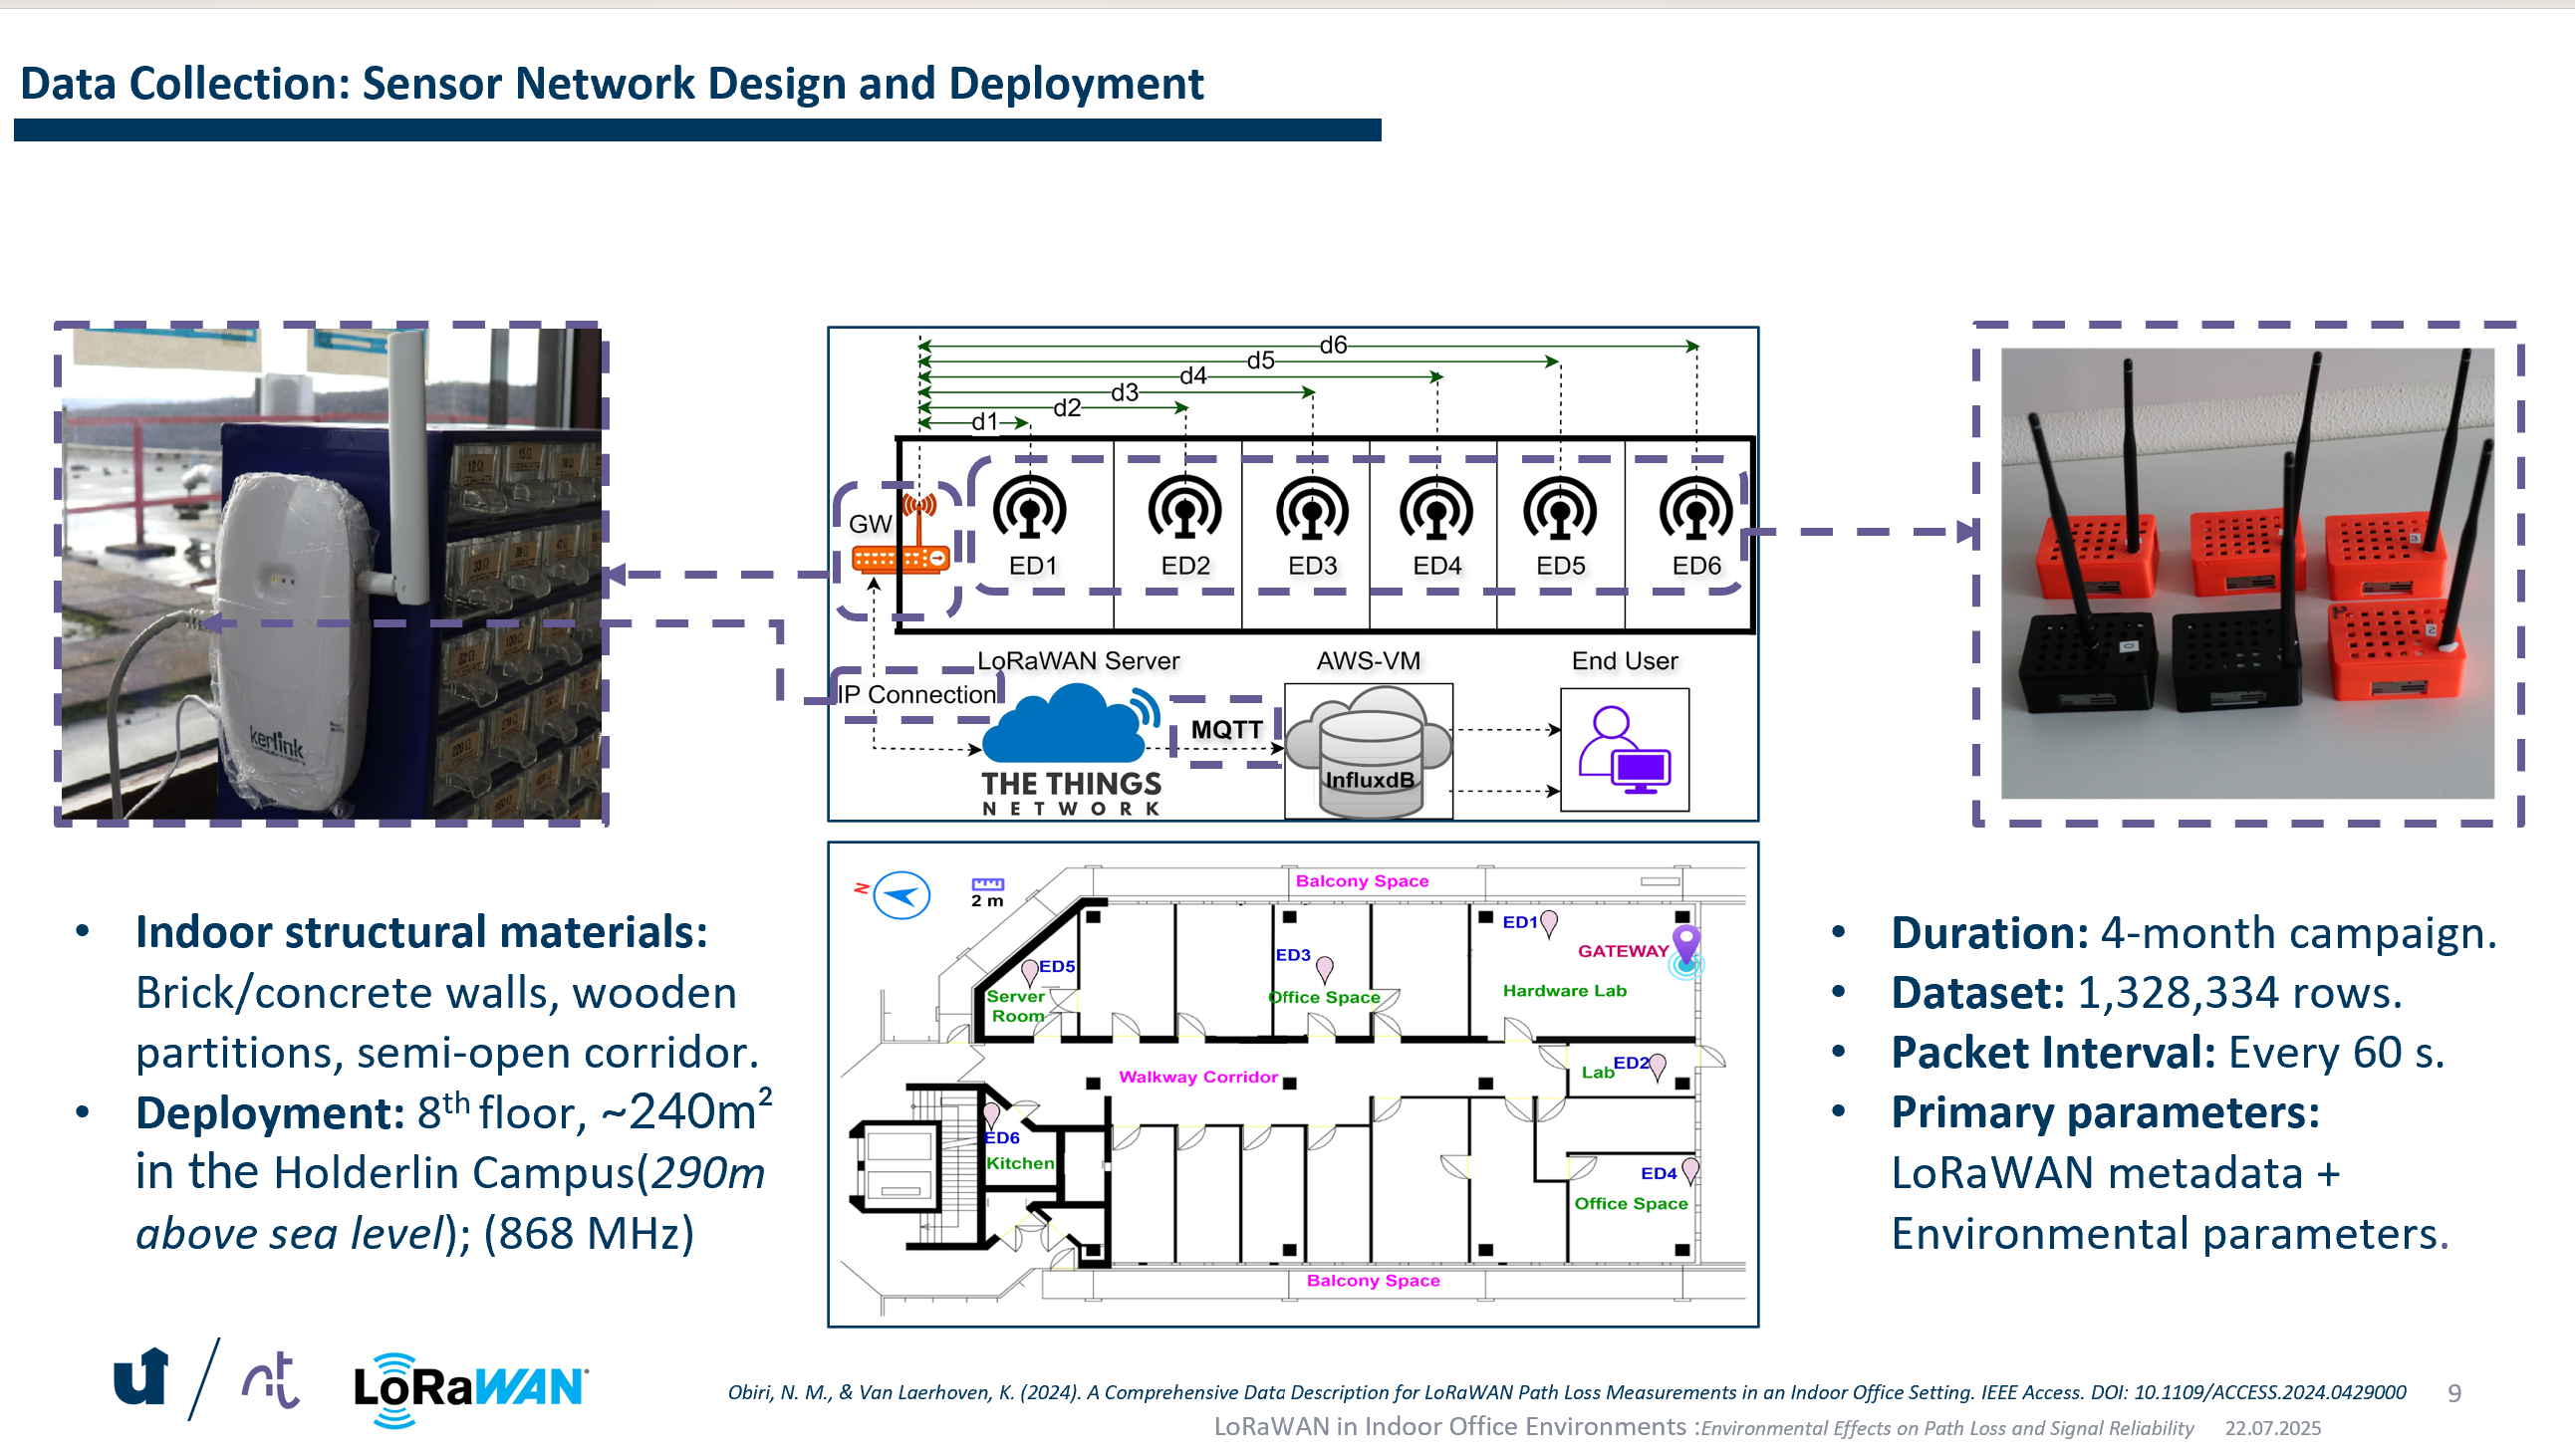 Data Collection: Sensor Network Design and Deployment
kerlink
d6
d5
d4
d3
d2
d1
GW
ED1
ED2
ED3
ED4
ED5
ED6
LoRaWAN Server
AWS-VM
End User
IP Connection
MQTT
InfluxdB
THE THINGS
NETWORK
N
2 m
Balcony Space
ED1
GATEWAY
ED3
ED5
Server
Room
Office Space
Hardware Lab
Walkway Corridor
Lab
ED2
ED6
Kitchen
ED4
Office Space
Balcony Space
• Indoor structural materials:
Brick/concrete walls, wooden
partitions, semi-open corridor.
• Deployment: 8th floor, ~240m²
in the Holderlin Campus(290m
above sea level); (868 MHz)
• Duration: 4-month campaign.
• Dataset: 1,328,334 rows.
• Packet Interval: Every 60 s.
• Primary parameters:
LoRaWAN metadata +
Environmental parameters.
LoRaWAN
Obiri, N. M., & Van Laerhoven, K. (2024). A Comprehensive Data Description for LoRaWAN Path Loss Measurements in an Indoor Office Setting. IEEE Access. DOI: 10.1109/ACCESS.2024.0429000
9
LoRaWAN in Indoor Office Environments :Environmental Effects on Path Loss and Signal Reliability
22.07.2025